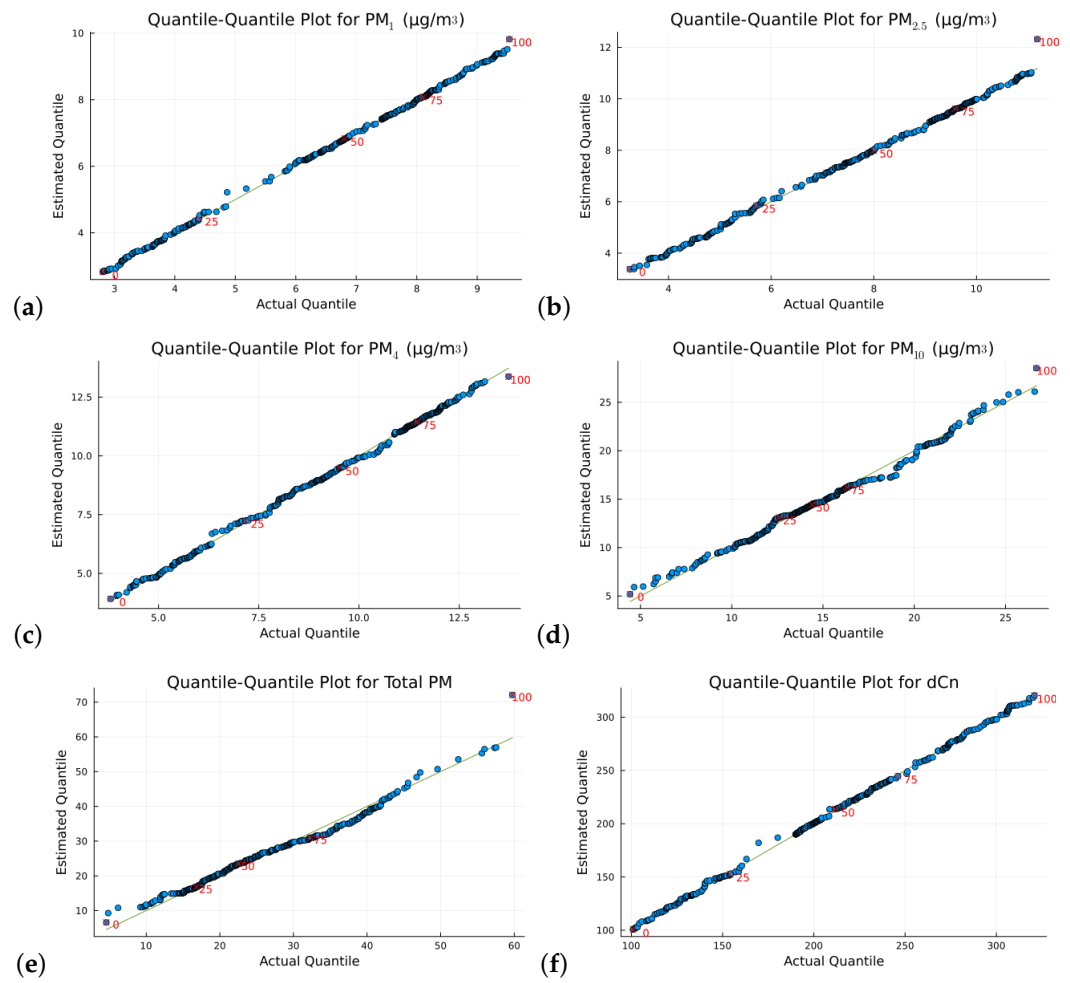 Quantile-Quantile Plot for PM1 (μg/m3)
Estimated Quantile
10
8
6
4
0
25
50
75
100
3 4 5 6 7 8 9
Actual Quantile
(a)
Quantile-Quantile Plot for PM2.5 (μg/m3)
Estimated Quantile
12
10
8
6
4
0
25
50
75
100
4 6 8 10
Actual Quantile
(b)
Quantile-Quantile Plot for PM4 (μg/m3)
Estimated Quantile
12.5
10.0
7.5
5.0
0
25
50
75
100
5.0 7.5 10.0 12.5
Actual Quantile
(c)
Quantile-Quantile Plot for PM10 (μg/m3)
Estimated Quantile
25
20
15
10
5
0
25
50
75
100
5 10 15 20 25
Actual Quantile
(d)
Quantile-Quantile Plot for Total PM
Estimated Quantile
70
60
50
40
30
20
10
0
25
50
75
100
10 20 30 40 50 60
Actual Quantile
(e)
Quantile-Quantile Plot for dCn
Estimated Quantile
300
250
200
150
100
0
25
50
75
100
100 150 200 250 300
Actual Quantile
(f)